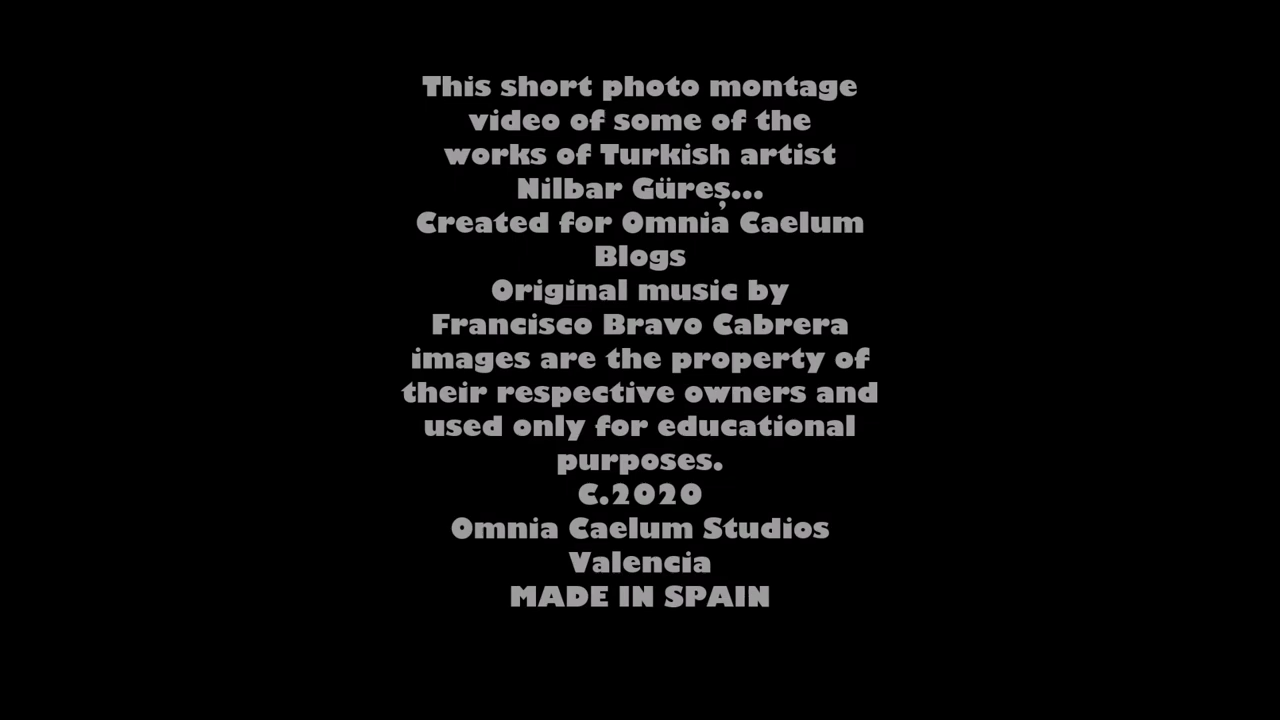 This short photo montage
video of some of the
works of Turkish artist
Nilbar Güreş...
Created for Omnia Caelum
Blogs
Original music by
Francisco Bravo Cabrera
images are the property of
their respective owners and
used only for educational
purposes.
C.2020
Omnia Caelum Studios
Valencia
MADE IN SPAIN